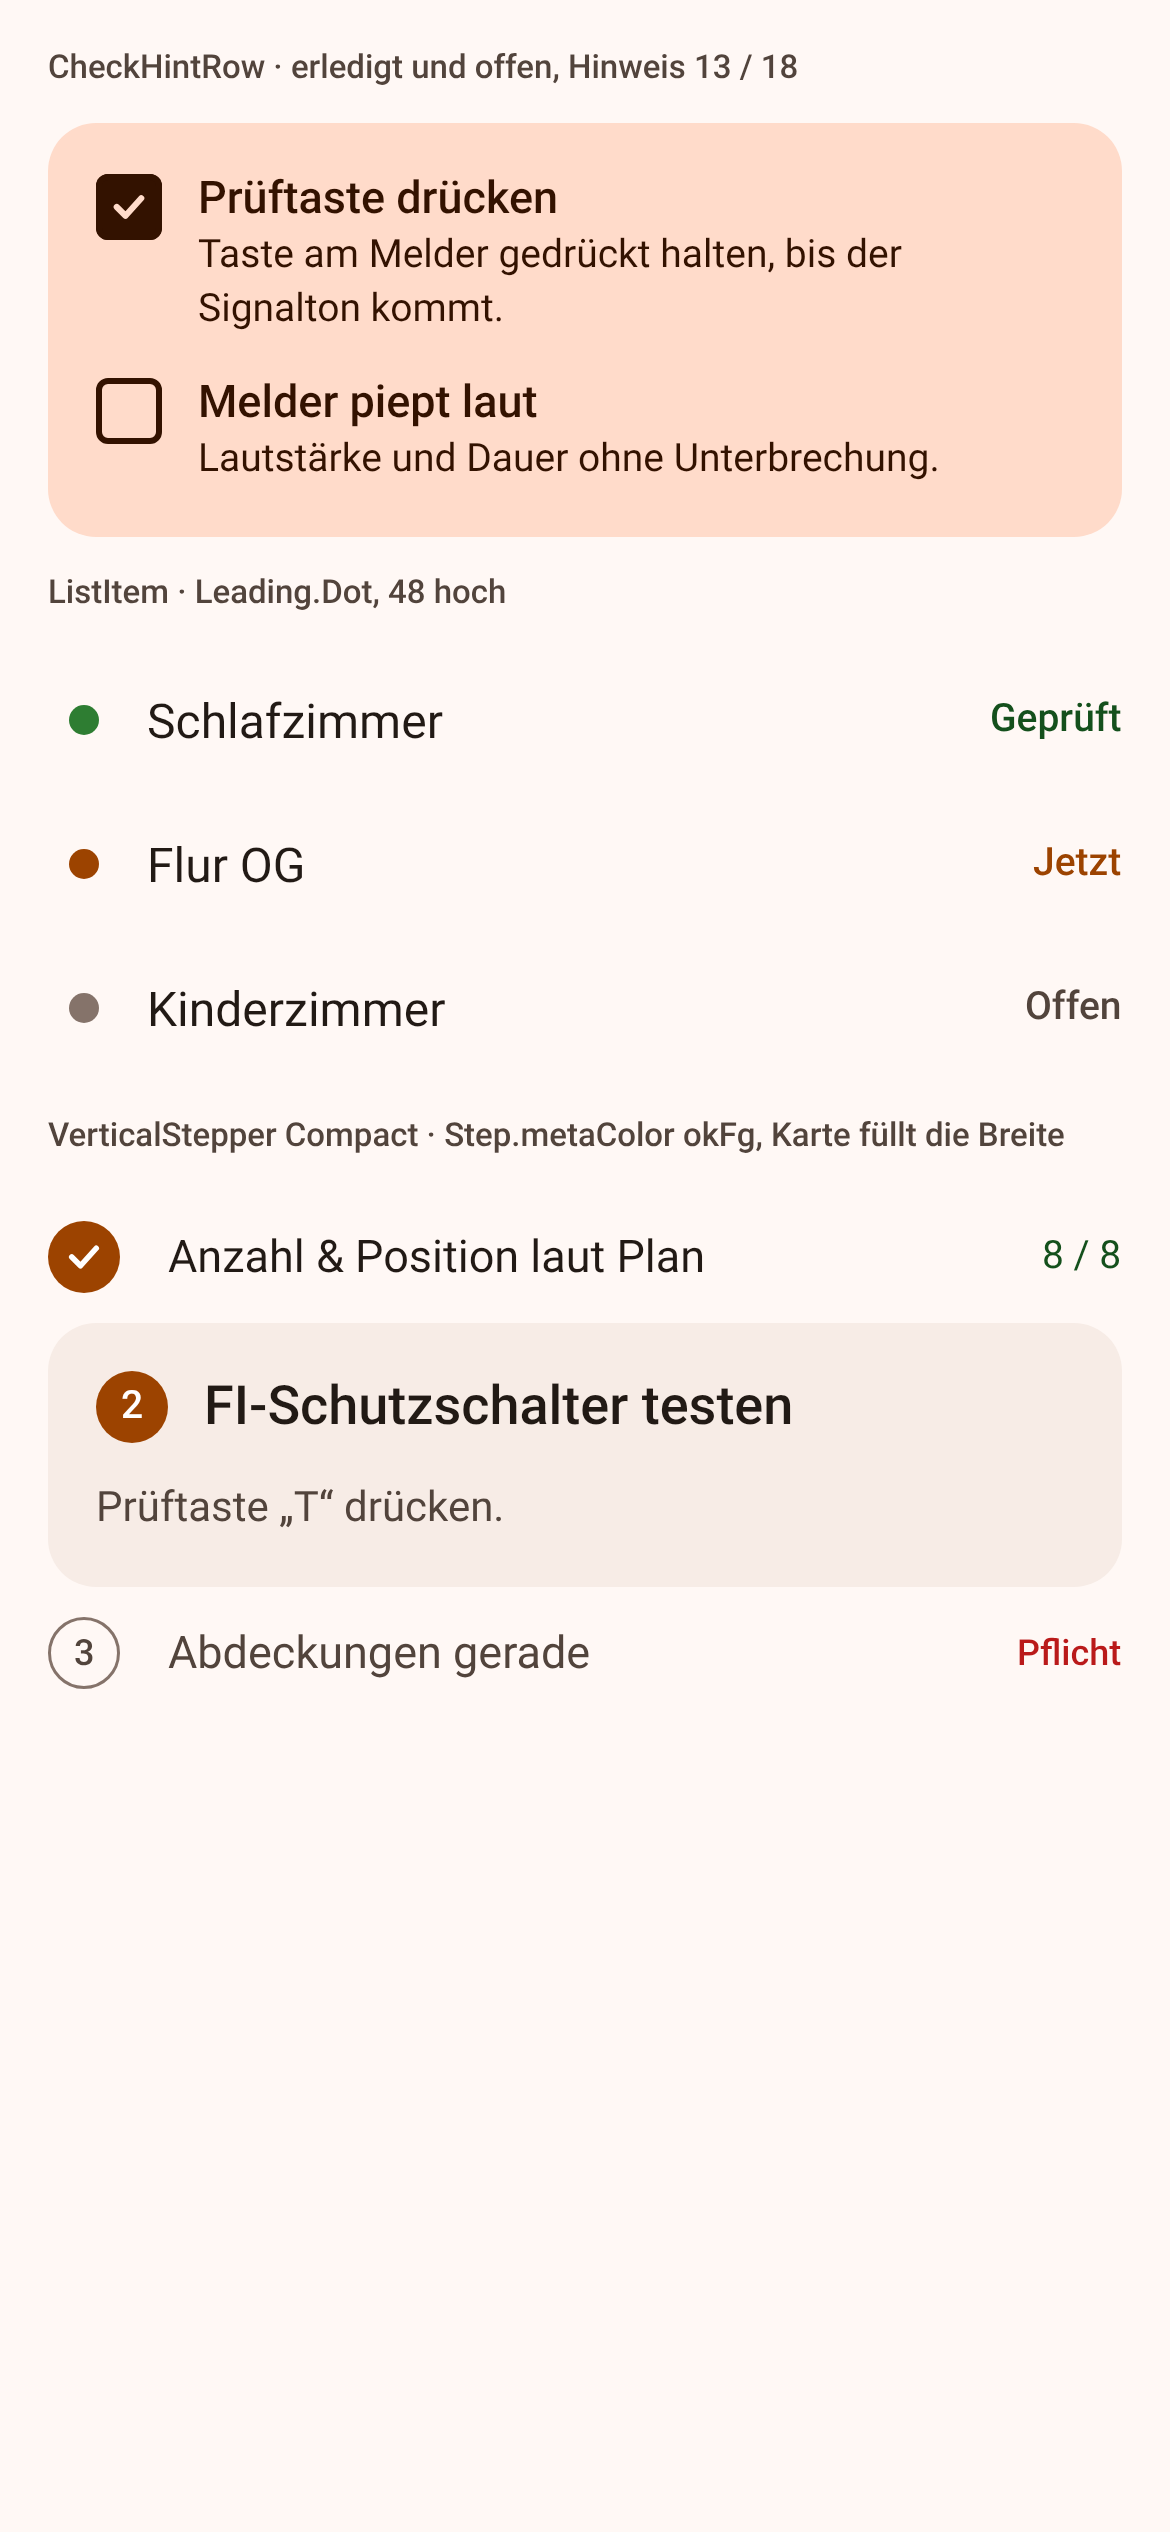 CheckHintRow · erledigt und offen, Hinweis 13 / 18
Prüftaste drücken
Taste am Melder gedrückt halten, bis der
Signalton kommt.
Melder piept laut
Lautstärke und Dauer ohne Unterbrechung.
ListItem · Leading.Dot, 48 hoch
Schlafzimmer Geprüft
Flur OG Jetzt
Kinderzimmer Offen
VerticalStepper Compact · Step.metaColor okFg, Karte füllt die Breite
Anzahl & Position laut Plan 8 / 8
2 FI-Schutzschalter testen
Prüftaste „T“ drücken.
3 Abdeckungen gerade Pflicht